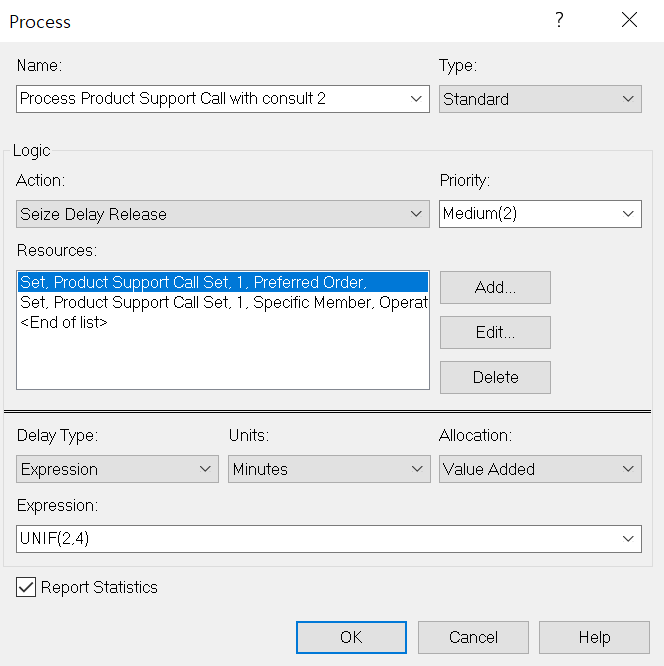 Process ?
Name: Type:
Process Product Support Call with consult 2 Standard
Logic
Action: Priority:
Seize Delay Release Medium(2)
Resources:
Set, Product Support Call Set, 1, Preferred Order,
Add...
Set, Product Support Call Set, 1, Specific Member, Operat
<End of list>
Edit...
Delete
Delay Type: Units: Allocation:
Expression Minutes Value Added
Expression:
UNIF(2,4)
Report Statistics
OK Cancel Help